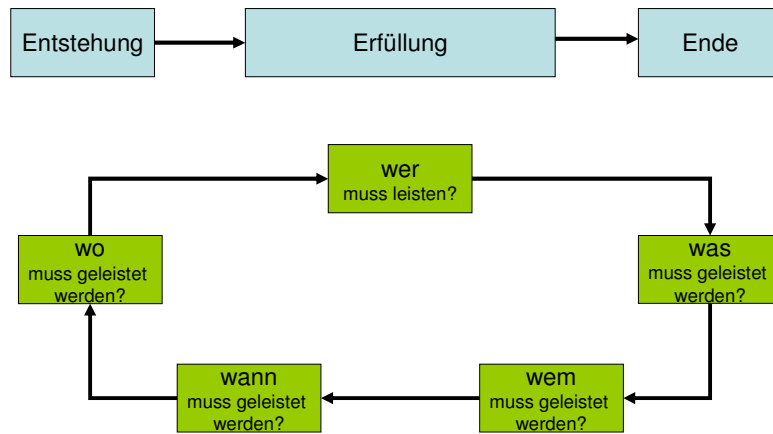 Entstehung
Erfüllung
Ende
wer
muss leisten?
wo
muss geleistet
werden?
was
muss geleistet
werden?
wann
muss geleistet
werden?
wem
muss geleistet
werden?